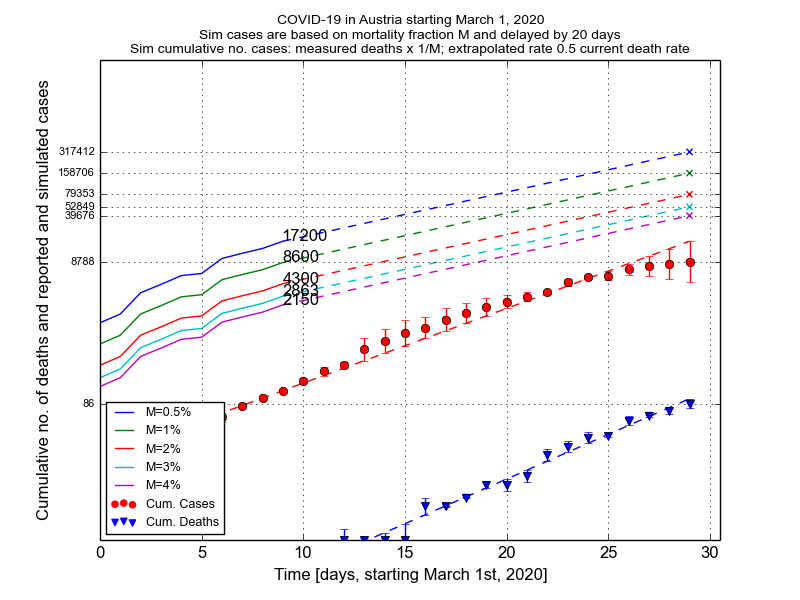 COVID-19 in Austria starting March 1, 2020
Sim cases are based on mortality fraction M and delayed by 20 days
Sim cumulative no. cases: measured deaths x 1/M; extrapolated rate 0.5 current death rate
Cumulative no. of deaths and reported and simulated cases
317412
158706
79353
52849
39676
8788
86
17200
8600
4300
2863
2150
M=0.5%
M=1%
M=2%
M=3%
M=4%
Cum. Cases
Cum. Deaths
0 5 10 15 20 25 30
Time [days, starting March 1st, 2020]